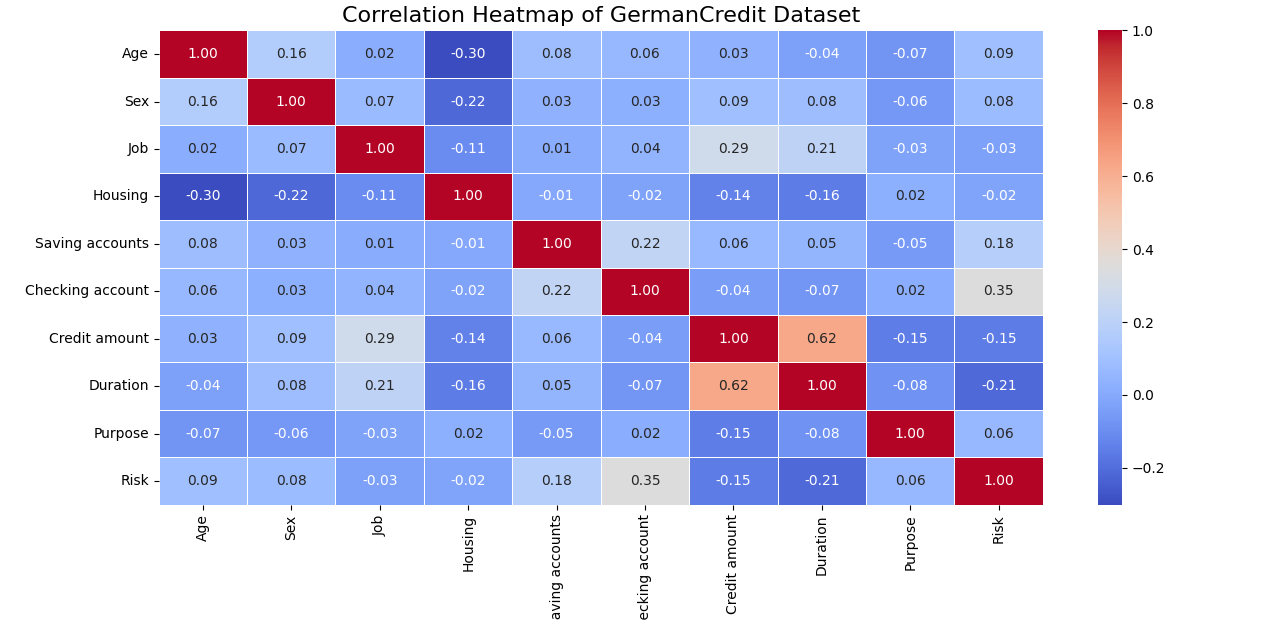 Correlation Heatmap of GermanCredit Dataset
Age 1.00 0.16 0.02 -0.30 0.08 0.06 0.03 -0.04 -0.07 0.09
Sex 0.16 1.00 0.07 -0.22 0.03 0.03 0.09 0.08 -0.06 0.08
Job 0.02 0.07 1.00 -0.11 0.01 0.04 0.29 0.21 -0.03 -0.03
Housing -0.30 -0.22 -0.11 1.00 -0.01 -0.02 -0.14 -0.16 0.02 -0.02
Saving accounts 0.08 0.03 0.01 -0.01 1.00 0.22 0.06 0.05 -0.05 0.18
Checking account 0.06 0.03 0.04 -0.02 0.22 1.00 -0.04 -0.07 0.02 0.35
Credit amount 0.03 0.09 0.29 -0.14 0.06 -0.04 1.00 0.62 -0.15 -0.15
Duration -0.04 0.08 0.21 -0.16 0.05 -0.07 0.62 1.00 -0.08 -0.21
Purpose -0.07 -0.06 -0.03 0.02 -0.05 0.02 -0.15 -0.08 1.00 0.06
Risk 0.09 0.08 -0.03 -0.02 0.18 0.35 -0.15 -0.21 0.06 1.00
Age
Sex
Job
Housing
aving accounts
ecking account
Credit amount
Duration
Purpose
Risk
1.0
0.8
0.6
0.4
0.2
0.0
−0.2